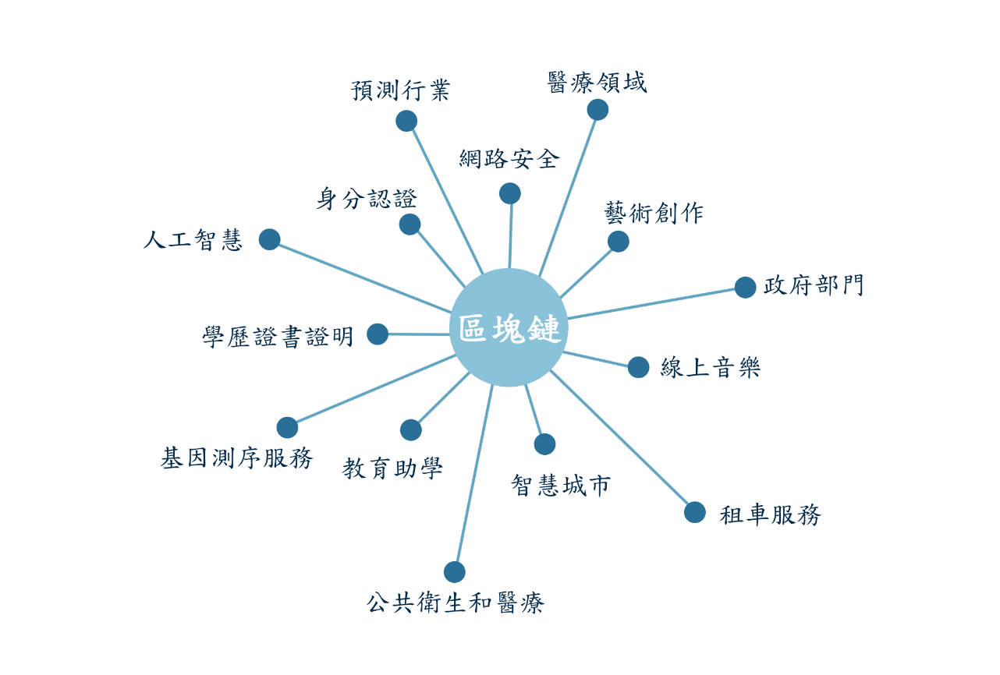 醫療領域
預測行業
網路安全
身分認證
藝術創作
人工智慧
政府部門
區塊鏈
學歷證書證明
線上音樂
基因測序服務
教育助學
智慧城市
租車服務
公共衛生和醫療